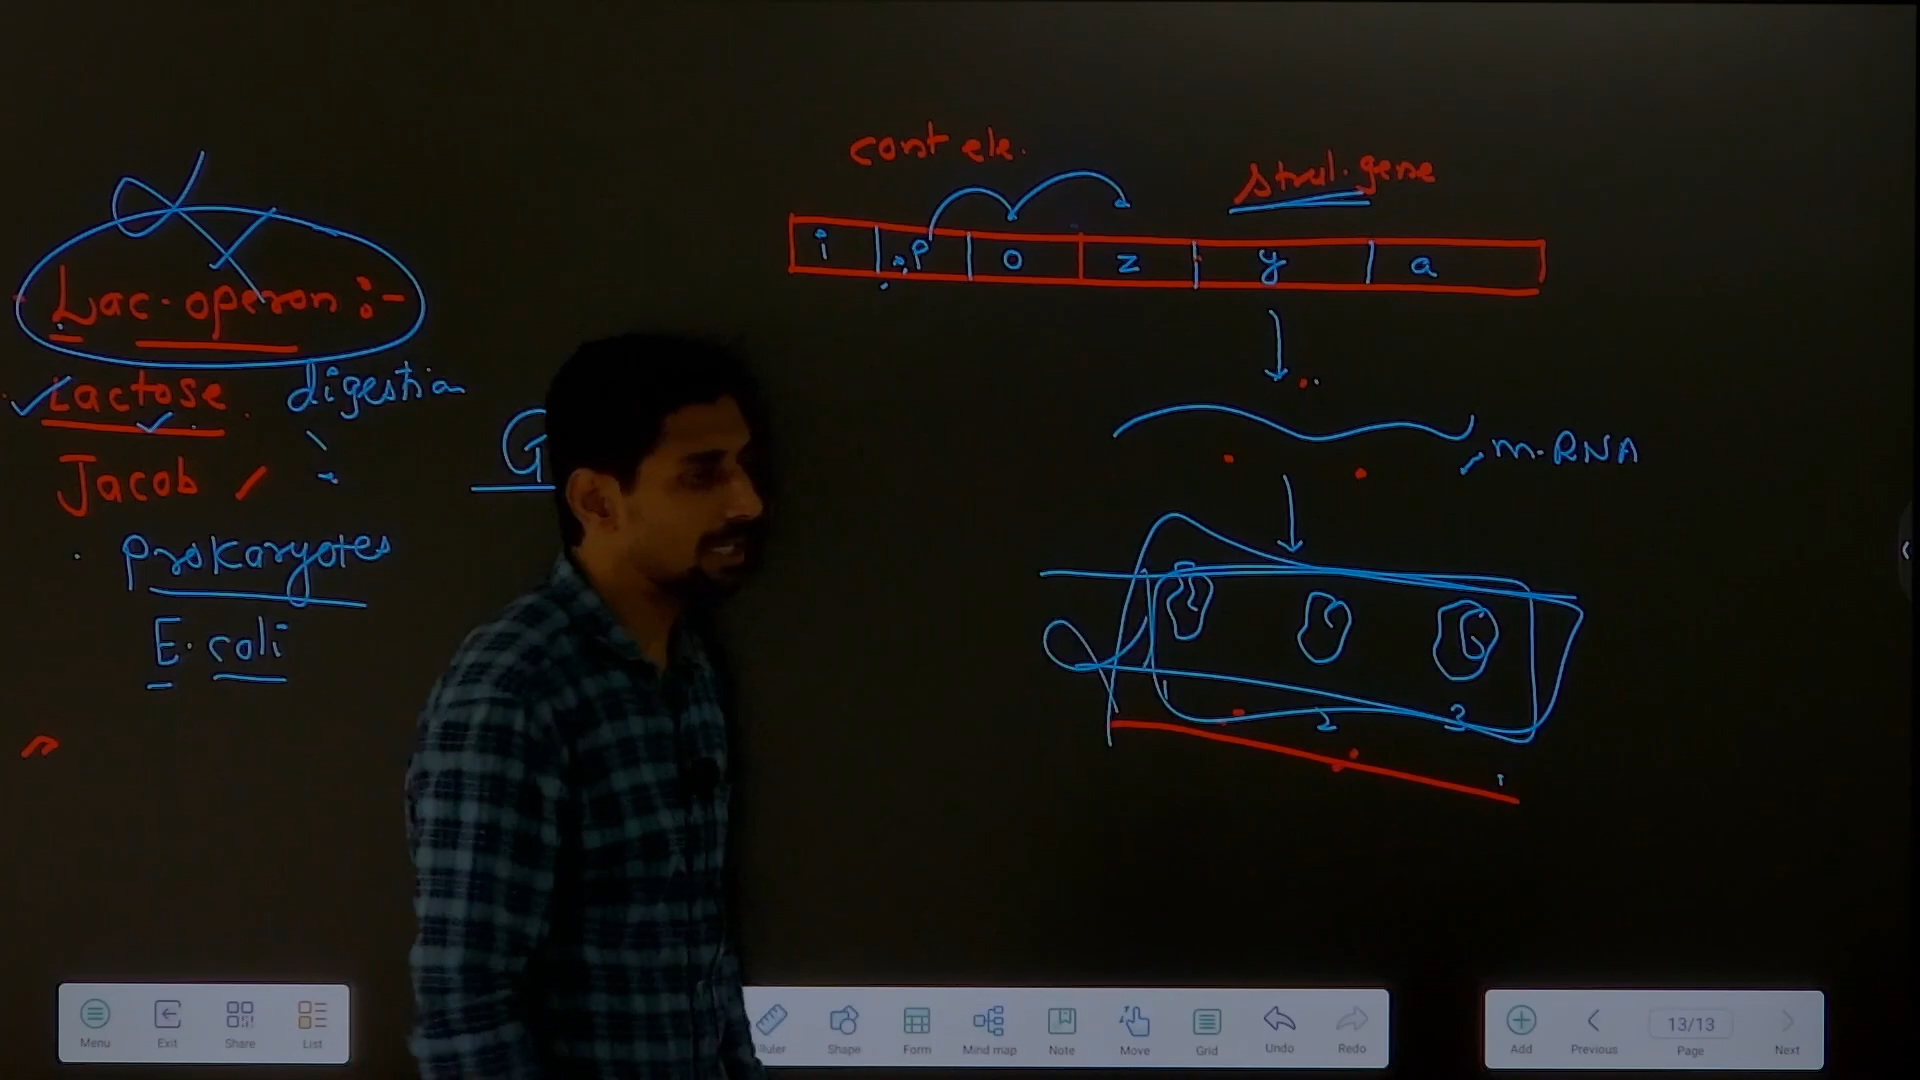 cont ele.
strul. gene
i P o z y a
Lac-operon :-
Lactose digestion
G
Jacob
m-RNA
Prokaryotes
E. coli
1 2 3
Menu Exit Share List
Ruler Shape Form Mind map Note Move Grid Undo Redo
Add Previous 13/13 Page Next